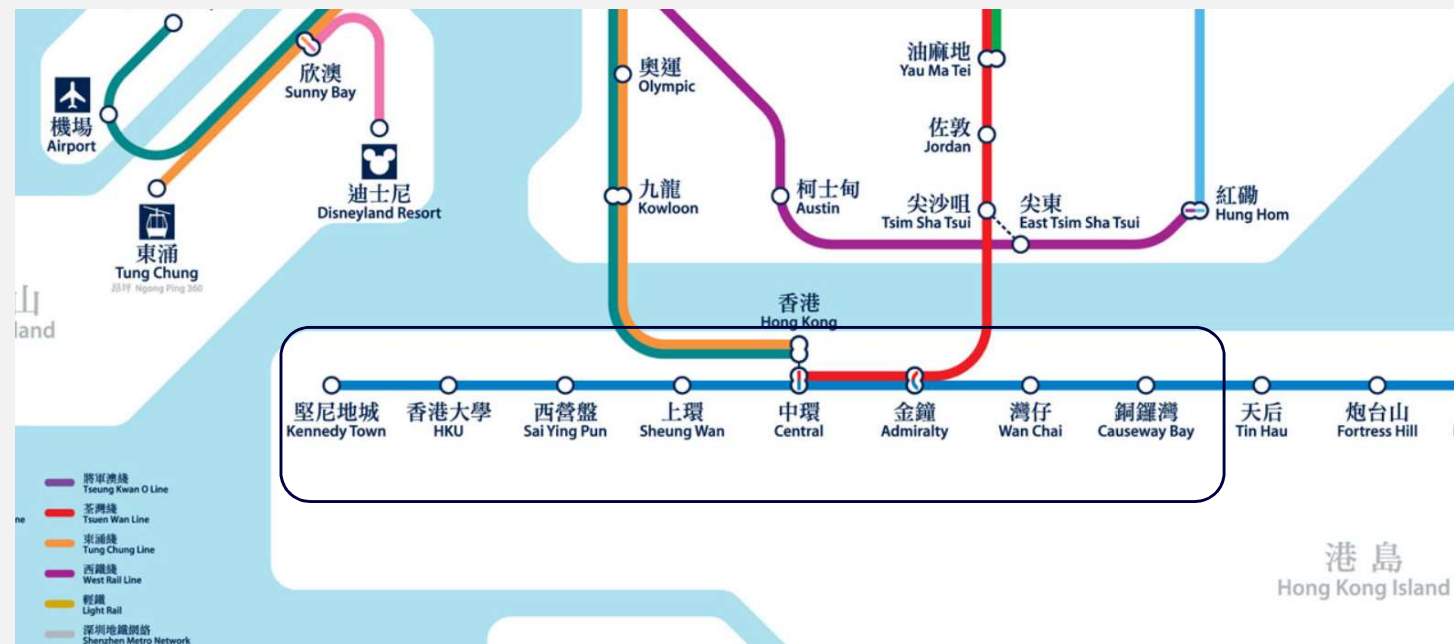 機場
Airport
欣澳
Sunny Bay
迪士尼
Disneyland Resort
東涌
Tung Chung
昂坪 Ngong Ping 360
山
land
奧運
Olympic
九龍
Kowloon
柯士甸
Austin
油麻地
Yau Ma Tei
佐敦
Jordan
尖沙咀
Tsim Sha Tsui
尖東
East Tsim Sha Tsui
紅磡
Hung Hom
香港
Hong Kong
堅尼地城
Kennedy Town
香港大學
HKU
西營盤
Sai Ying Pun
上環
Sheung Wan
中環
Central
金鐘
Admiralty
灣仔
Wan Chai
銅鑼灣
Causeway Bay
天后
Tin Hau
炮台山
Fortress Hill
將軍澳綫
Tseung Kwan O Line
荃灣綫
Tsuen Wan Line
ne
東涌綫
Tung Chung Line
西鐵綫
West Rail Line
輕鐵
Light Rail
深圳地鐵網絡
Shenzhen Metro Network
港島
Hong Kong Island